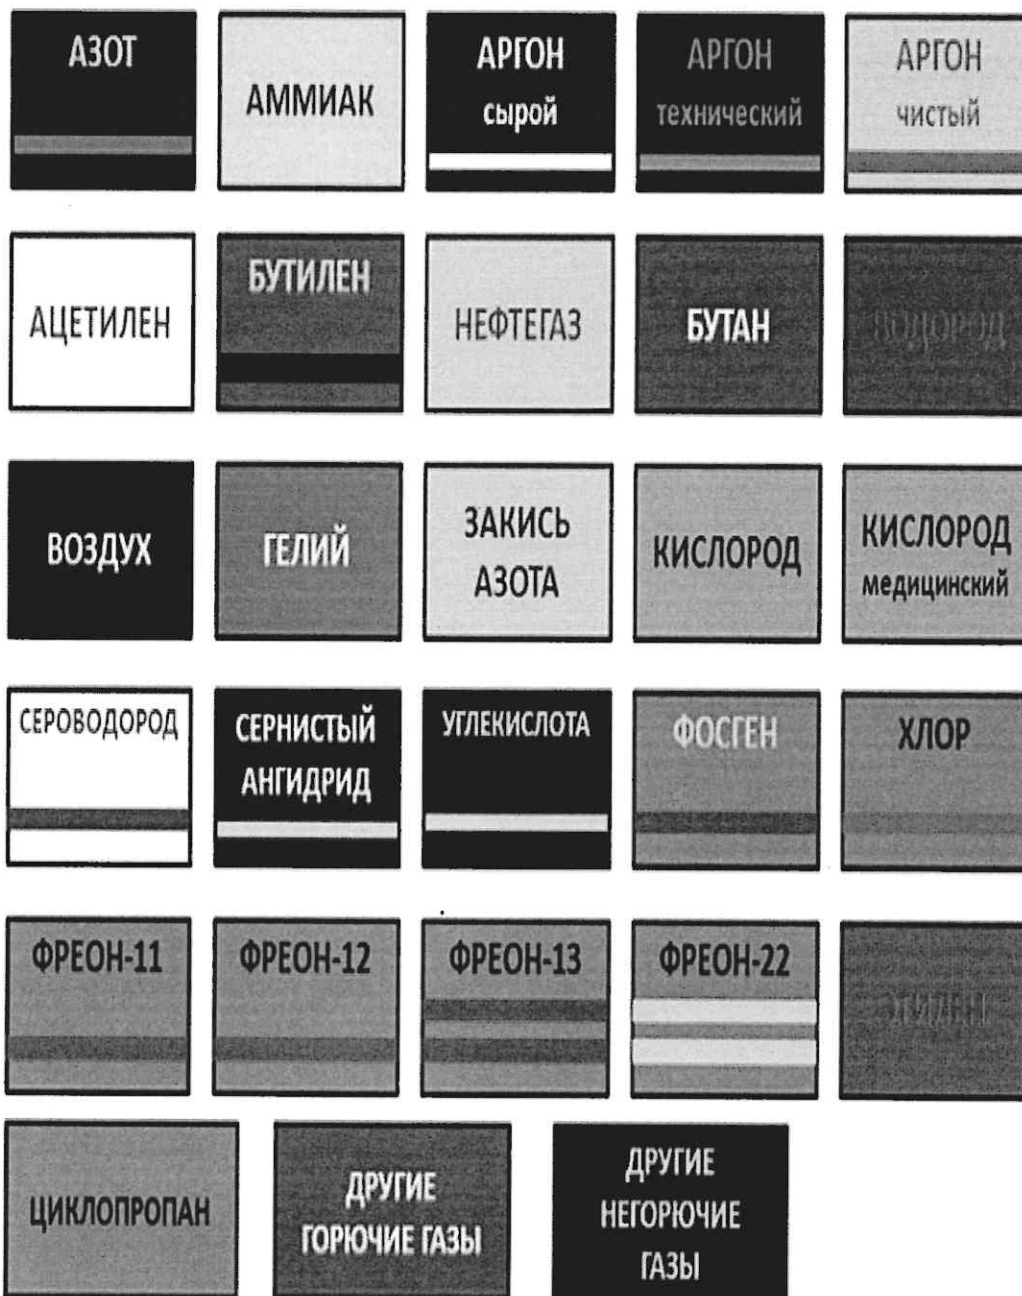 АЗОТ
АММИАК
АРГОН
сырой
АРГОН
технический
АРГОН
чистый
АЦЕТИЛЕН
БУТИЛЕН
НЕФТЕГАЗ
БУТАН
ВОДОРОД
ВОЗДУХ
ГЕЛИЙ
ЗАКИСЬ
АЗОТА
КИСЛОРОД
КИСЛОРОД
медицинский
СЕРОВОДОРОД
СЕРНИСТЫЙ
АНГИДРИД
УГЛЕКИСЛОТА
ФОСГЕН
ХЛОР
ФРЕОН-11
ФРЕОН-12
ФРЕОН-13
ФРЕОН-22
ЭТИЛЕН
ЦИКЛОПРОПАН
ДРУГИЕ
ГОРЮЧИЕ ГАЗЫ
ДРУГИЕ
НЕГОРЮЧИЕ
ГАЗЫ